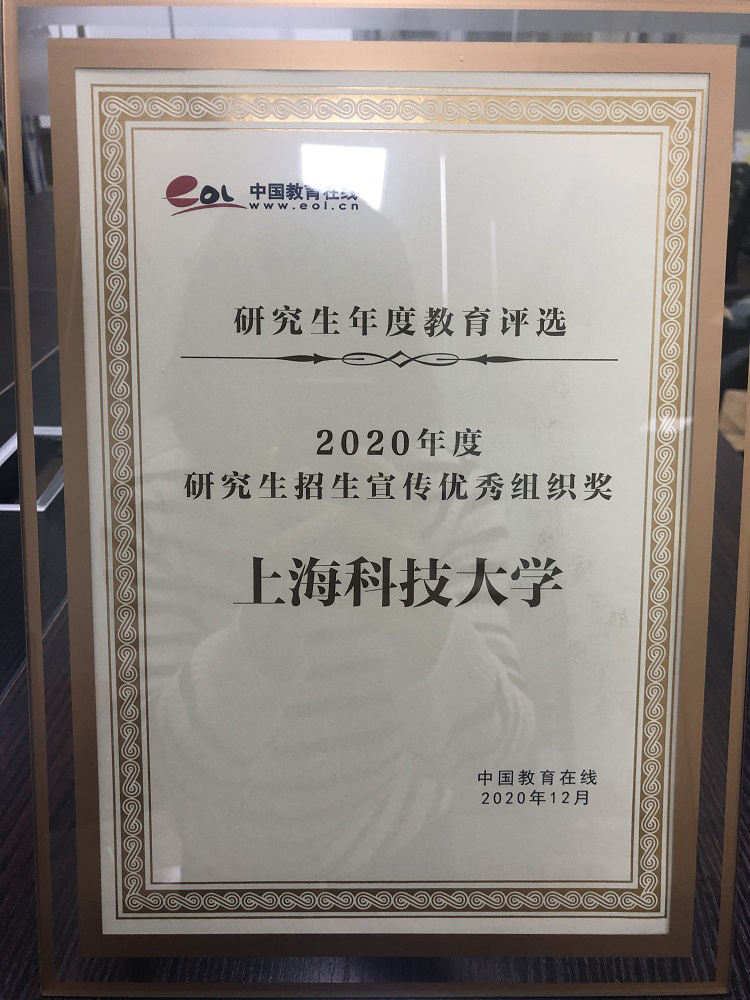 eoL 中国教育在线
www.eol.cn
研究生年度教育评选
2020年度
研究生招生宣传优秀组织奖
上海科技大学
中国教育在线
2020年12月